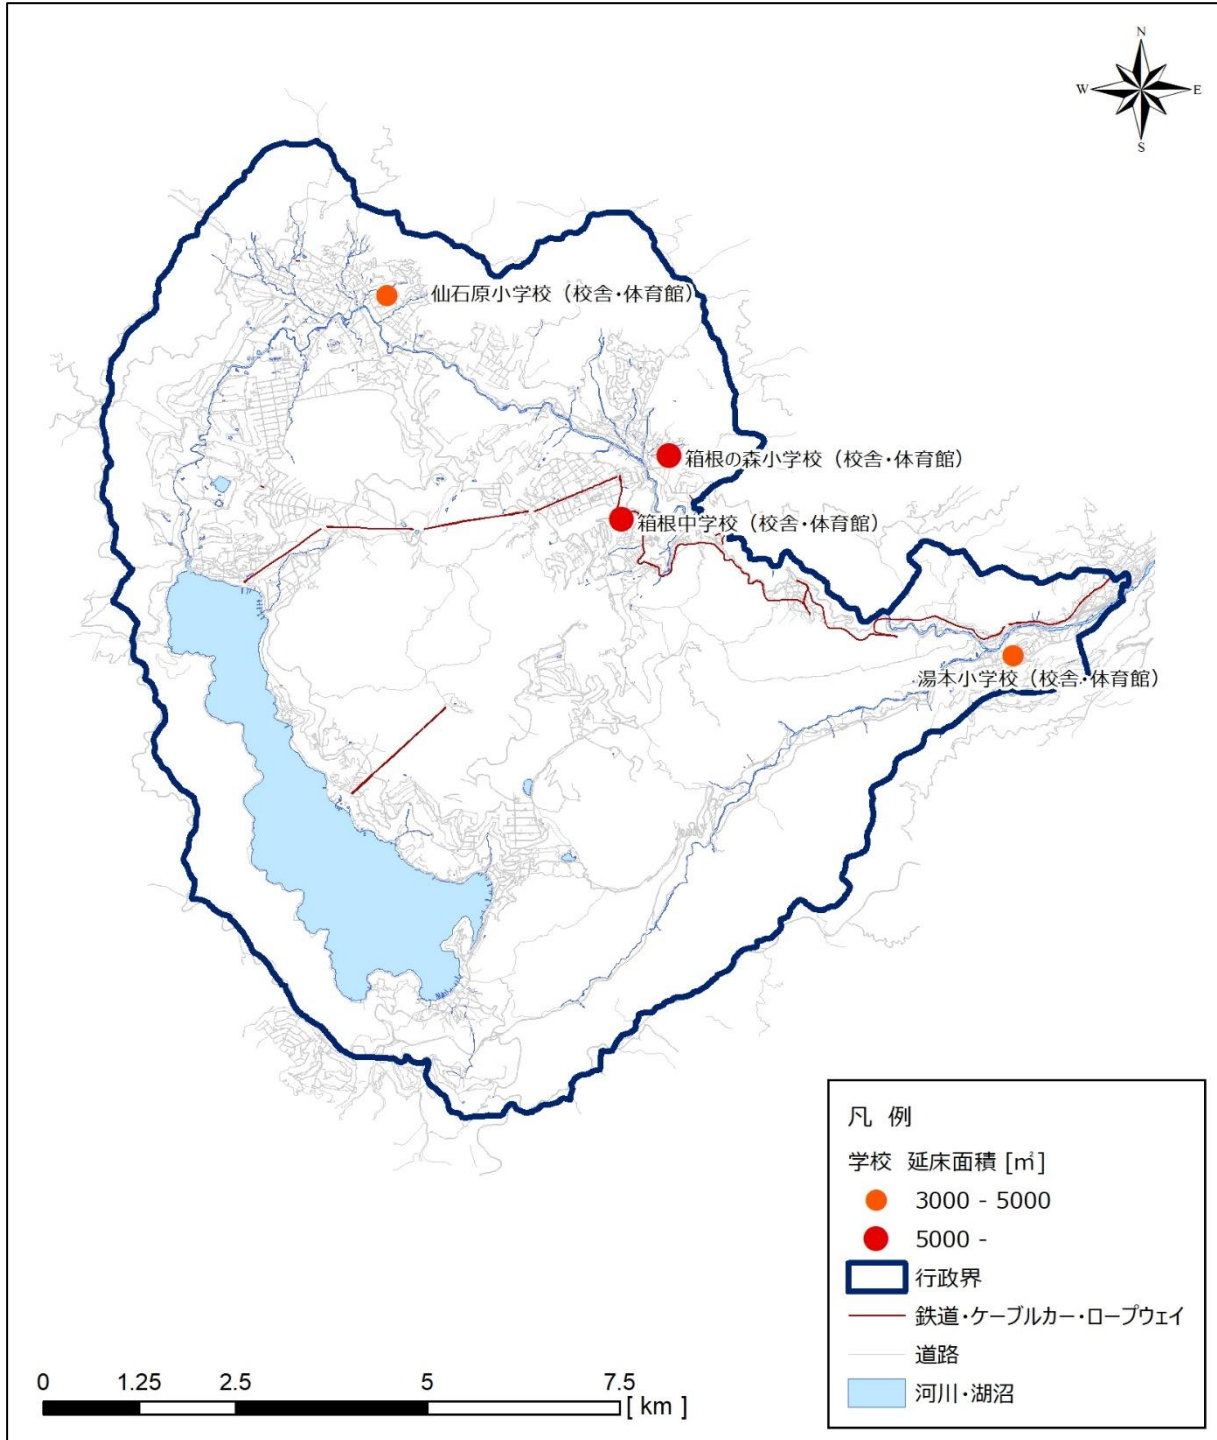 N
W E
S
仙石原小学校（校舎・体育館）
箱根の森小学校（校舎・体育館）
箱根中学校（校舎・体育館）
湯本小学校（校舎・体育館）
凡 例
学校 延床面積 [㎡]
3000 - 5000
5000 -
行政界
鉄道・ケーブルカー・ロープウェイ
道路
河川・湖沼
0 1.25 2.5 5 7.5
[ km ]